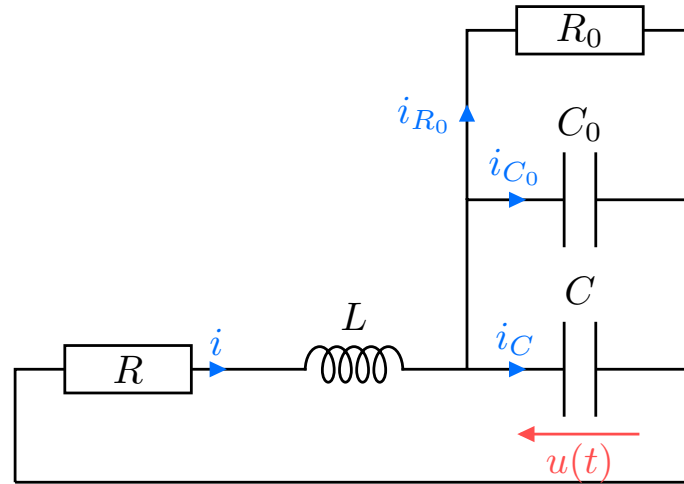 R₀
i_{R₀}
C₀
i_{C₀}
C
L
i
i_C
R
u(t)